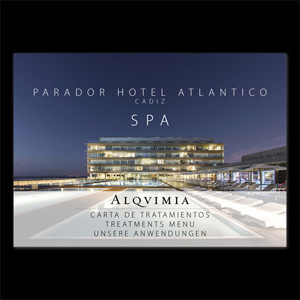 PARADOR HOTEL ATLANTICO
CADIZ
SPA
ALQVIMIA
CARTA DE TRATAMIENTOS
TREATMENTS MENU
UNSERE ANWENDUNGEN